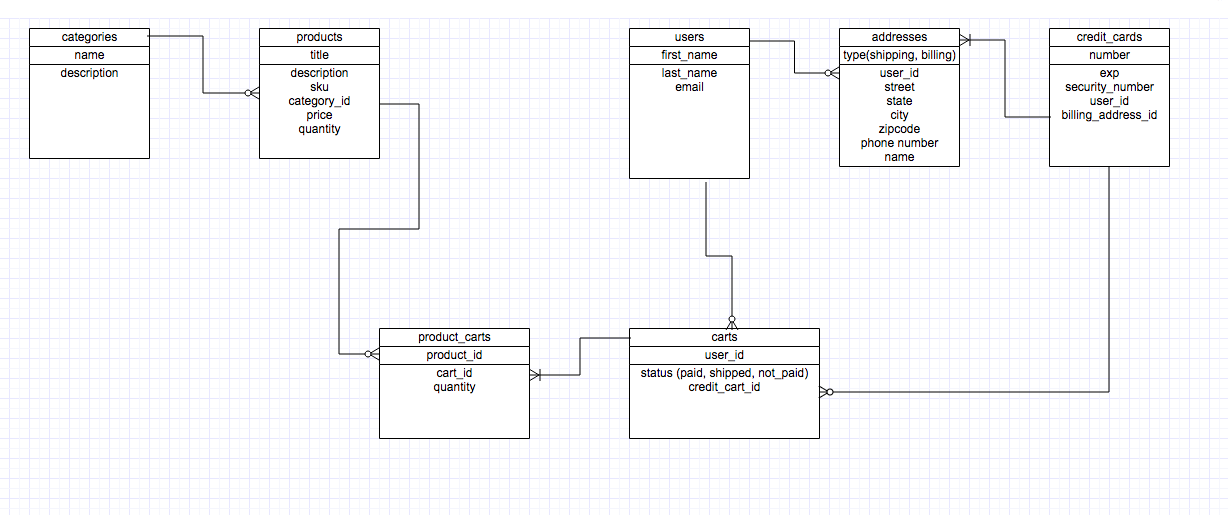 categories
name
description
products
title
description
sku
category_id
price
quantity
users
first_name
last_name
email
addresses
type(shipping, billing)
user_id
street
state
city
zipcode
phone number
name
credit_cards
number
exp
security_number
user_id
billing_address_id
product_carts
product_id
cart_id
quantity
carts
user_id
status (paid, shipped, not_paid)
credit_cart_id